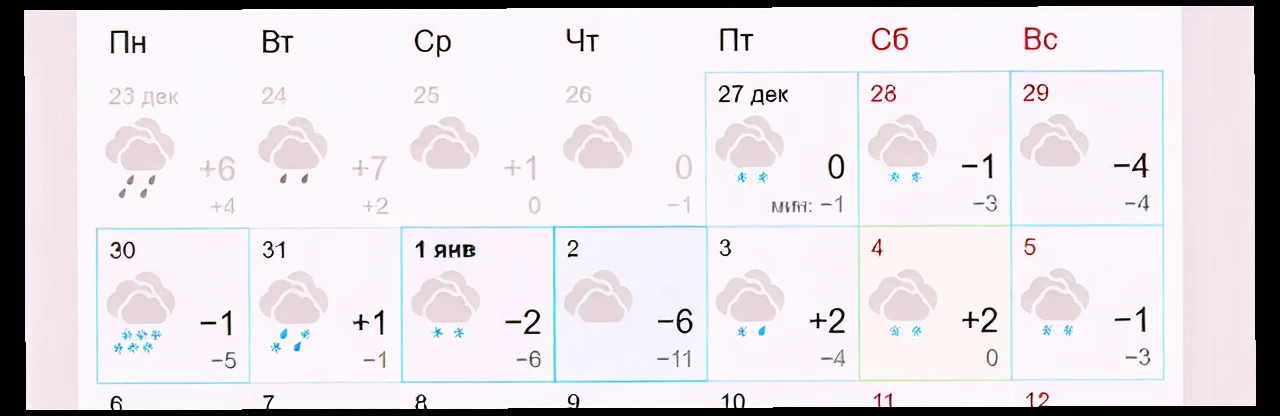 Пн Вт Ср Чт Пт Сб Вс
23 дек 24 25 26 27 дек 28 29
+6 +7 +1 0 0 −1 −4
+4 +2 0 −1 мин: −1 −3 −4
30 31 1 янв 2 3 4 5
−1 +1 −2 −6 +2 +2 −1
−5 −1 −6 −11 −4 0 −3
6 7 8 9 10 11 12